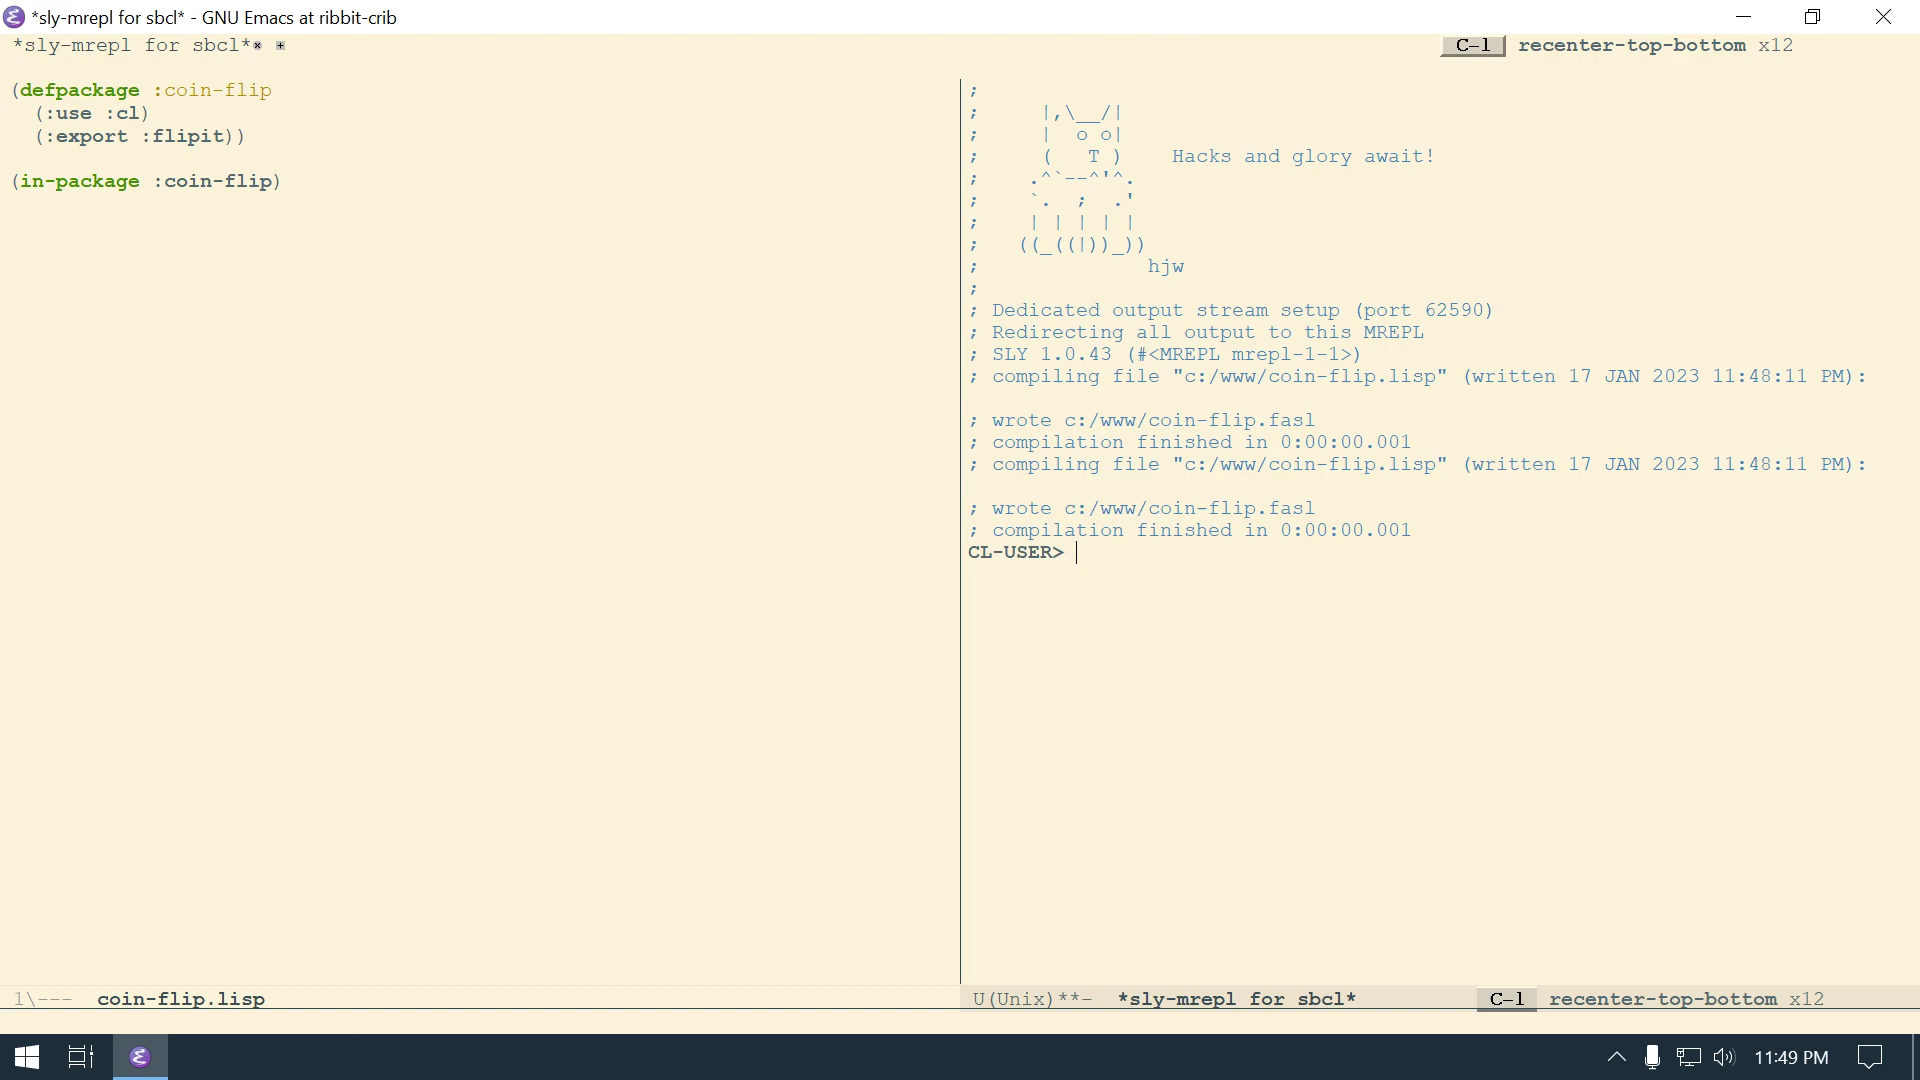 *sly-mrepl for sbcl* - GNU Emacs at ribbit-crib
*sly-mrepl for sbcl*
C-l recenter-top-bottom x12
(defpackage :coin-flip
  (:use :cl)
  (:export :flipit))
(in-package :coin-flip)
;
;     |,\__/|
;     |  o o|
;     (   T )    Hacks and glory await!
;    .^`--^'^.
;    `.  ;  .'
;    | | | | |
;   ((_((|))_))
;              hjw
;
; Dedicated output stream setup (port 62590)
; Redirecting all output to this MREPL
; SLY 1.0.43 (#<MREPL mrepl-1-1>)
; compiling file "c:/www/coin-flip.lisp" (written 17 JAN 2023 11:48:11 PM):
; wrote c:/www/coin-flip.fasl
; compilation finished in 0:00:00.001
; compiling file "c:/www/coin-flip.lisp" (written 17 JAN 2023 11:48:11 PM):
; wrote c:/www/coin-flip.fasl
; compilation finished in 0:00:00.001
CL-USER>
1\--- coin-flip.lisp
U(Unix)**- *sly-mrepl for sbcl* C-l recenter-top-bottom x12
11:49 PM